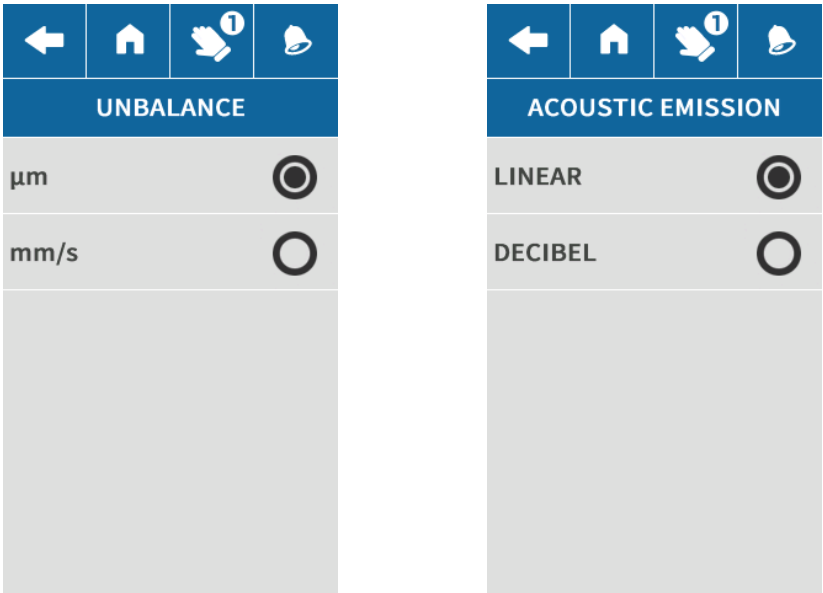 1
UNBALANCE
µm
mm/s
1
ACOUSTIC EMISSION
LINEAR
DECIBEL